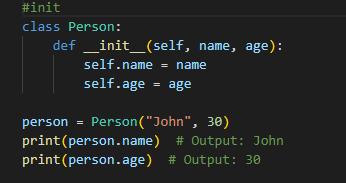 #init
class Person:
    def __init__(self, name, age):
        self.name = name
        self.age = age

person = Person("John", 30)
print(person.name)  # Output: John
print(person.age)  # Output: 30